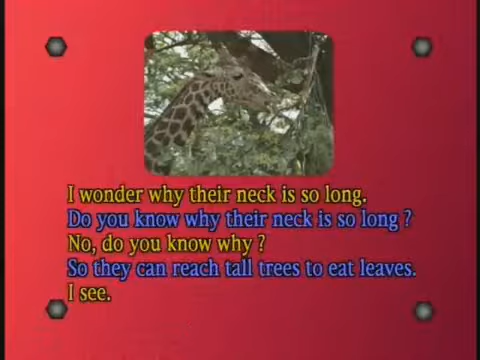 I wonder why their neck is so long.
Do you know why their neck is so long ?
No, do you know why ?
So they can reach tall trees to eat leaves.
I see.